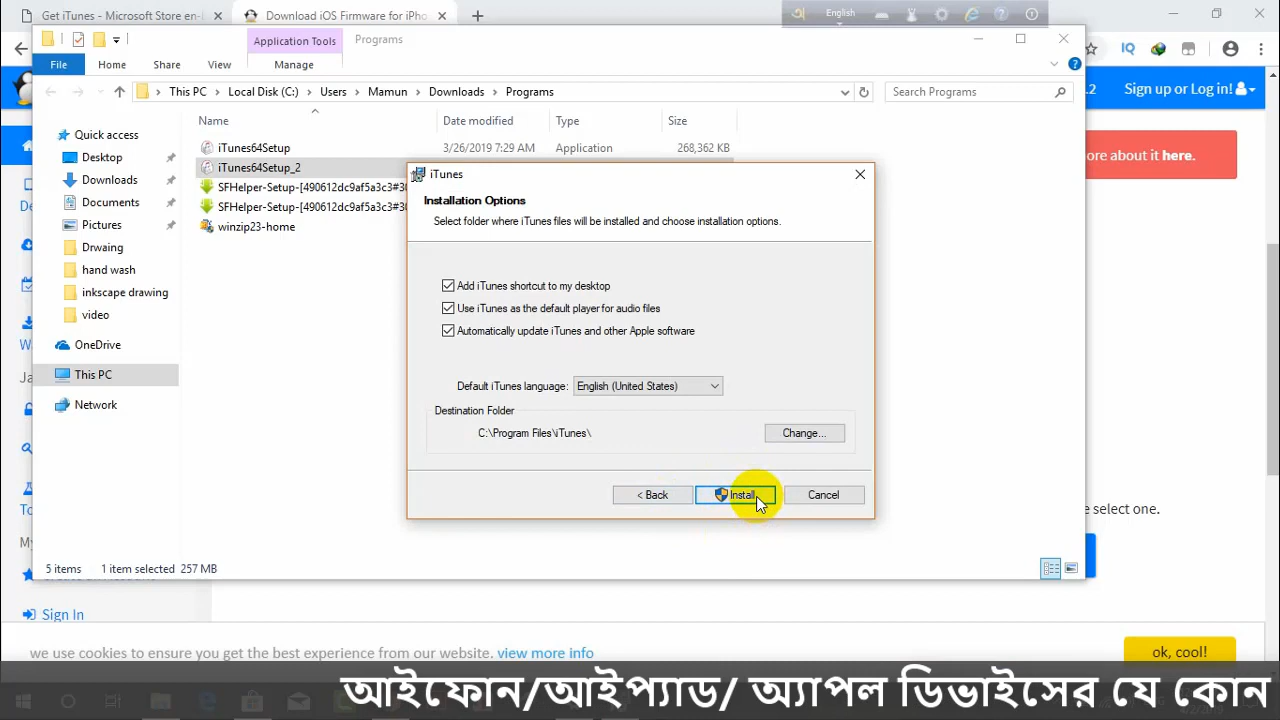 Get iTunes - Microsoft Store en-
Download iOS Firmware for iPho
English
Application Tools
Programs
File
Home
Share
View
Manage
This PC
Local Disk (C:)
Users
Mamun
Downloads
Programs
Search Programs
.2
Sign up or Log in!
Name
Date modified
Type
Size
Quick access
Desktop
Downloads
Documents
Pictures
Drwaing
hand wash
inkscape drawing
video
OneDrive
This PC
Network
iTunes64Setup
3/26/2019 7:29 AM
Application
268,362 KB
iTunes64Setup_2
SFHelper-Setup-[490612dc9af5a3c3#30
SFHelper-Setup-[490612dc9af5a3c3#30
winzip23-home
ore about it here.
iTunes
Installation Options
Select folder where iTunes files will be installed and choose installation options.
Add iTunes shortcut to my desktop
Use iTunes as the default player for audio files
Automatically update iTunes and other Apple software
Default iTunes language:
English (United States)
Destination Folder
C:\Program Files\iTunes\
Change...
< Back
Install
Cancel
e select one.
5 items
1 item selected
257 MB
Sign In
we use cookies to ensure you get the best experience from our website. view more info
ok, cool!
আইফোন/আইপ্যাড/ অ্যাপল ডিভাইসের যে কোন